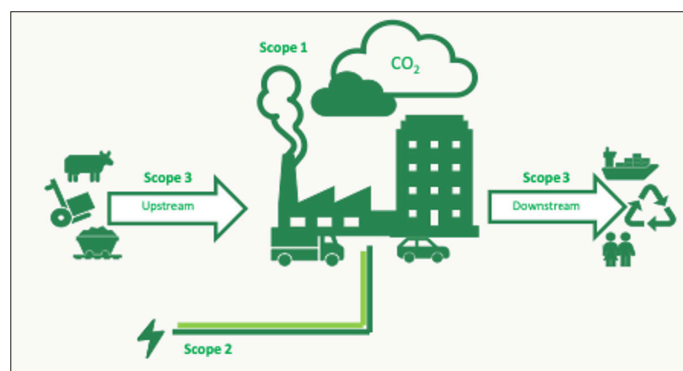 Scope 1
CO₂
Scope 3
Upstream
Scope 3
Downstream
Scope 2